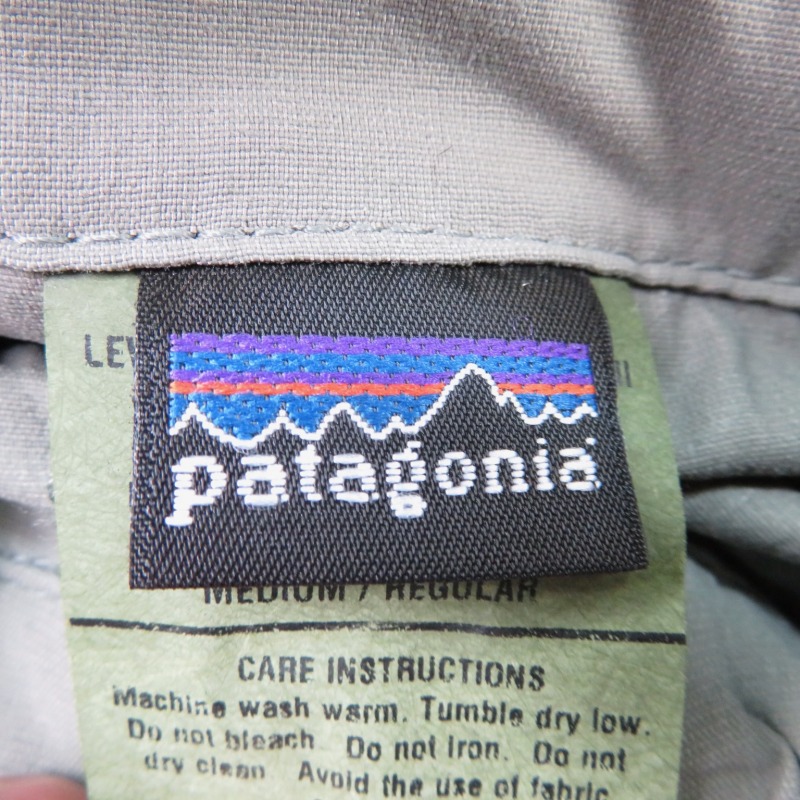 LEV
patagonia
MEDIUM / REGULAR
CARE INSTRUCTIONS
Machine wash warm. Tumble dry low.
Do not bleach Do not Iron. Do not
dry clean Avoid the use of fabric